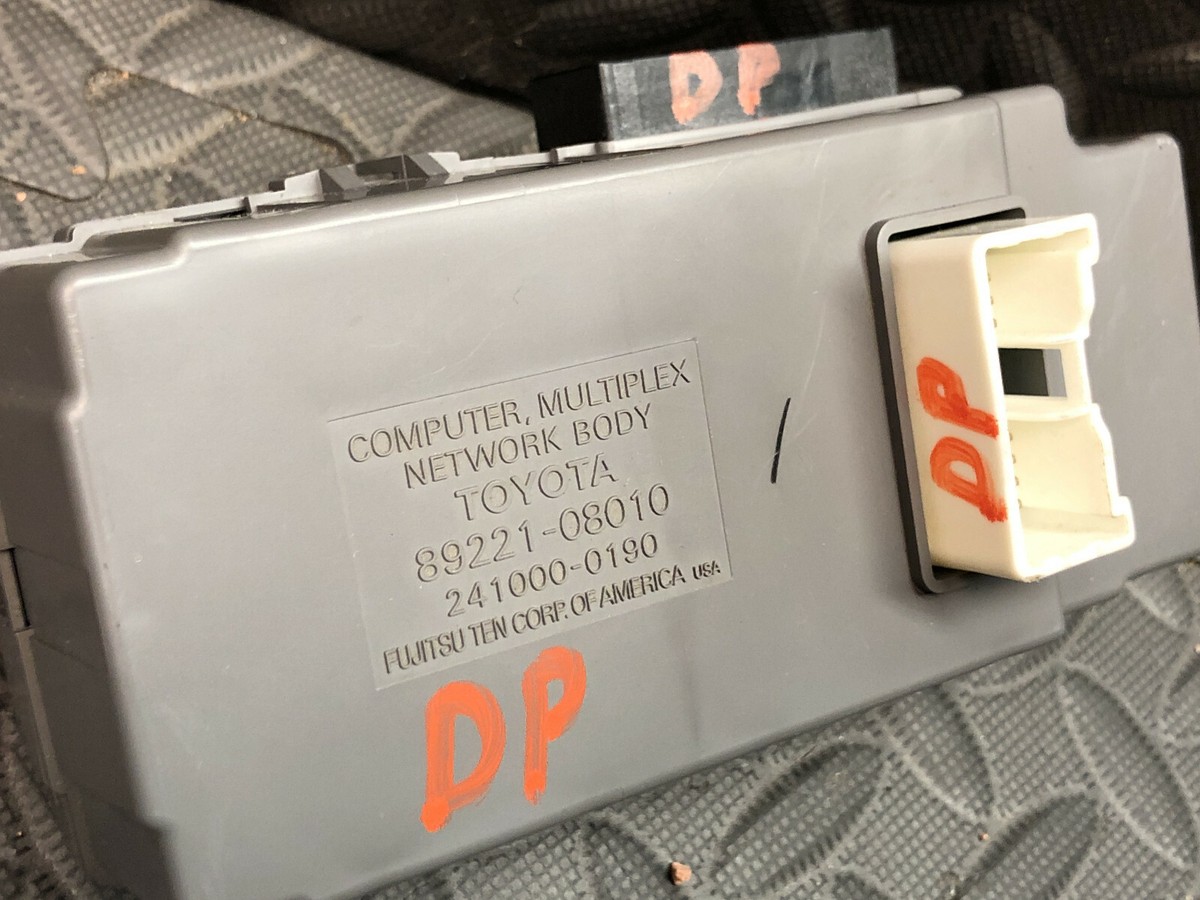 DP
COMPUTER, MULTIPLEX
NETWORK BODY
TOYOTA
89221-08010
241000-0190
FUJITSU TEN CORP. OF AMERICA USA
DP
DP